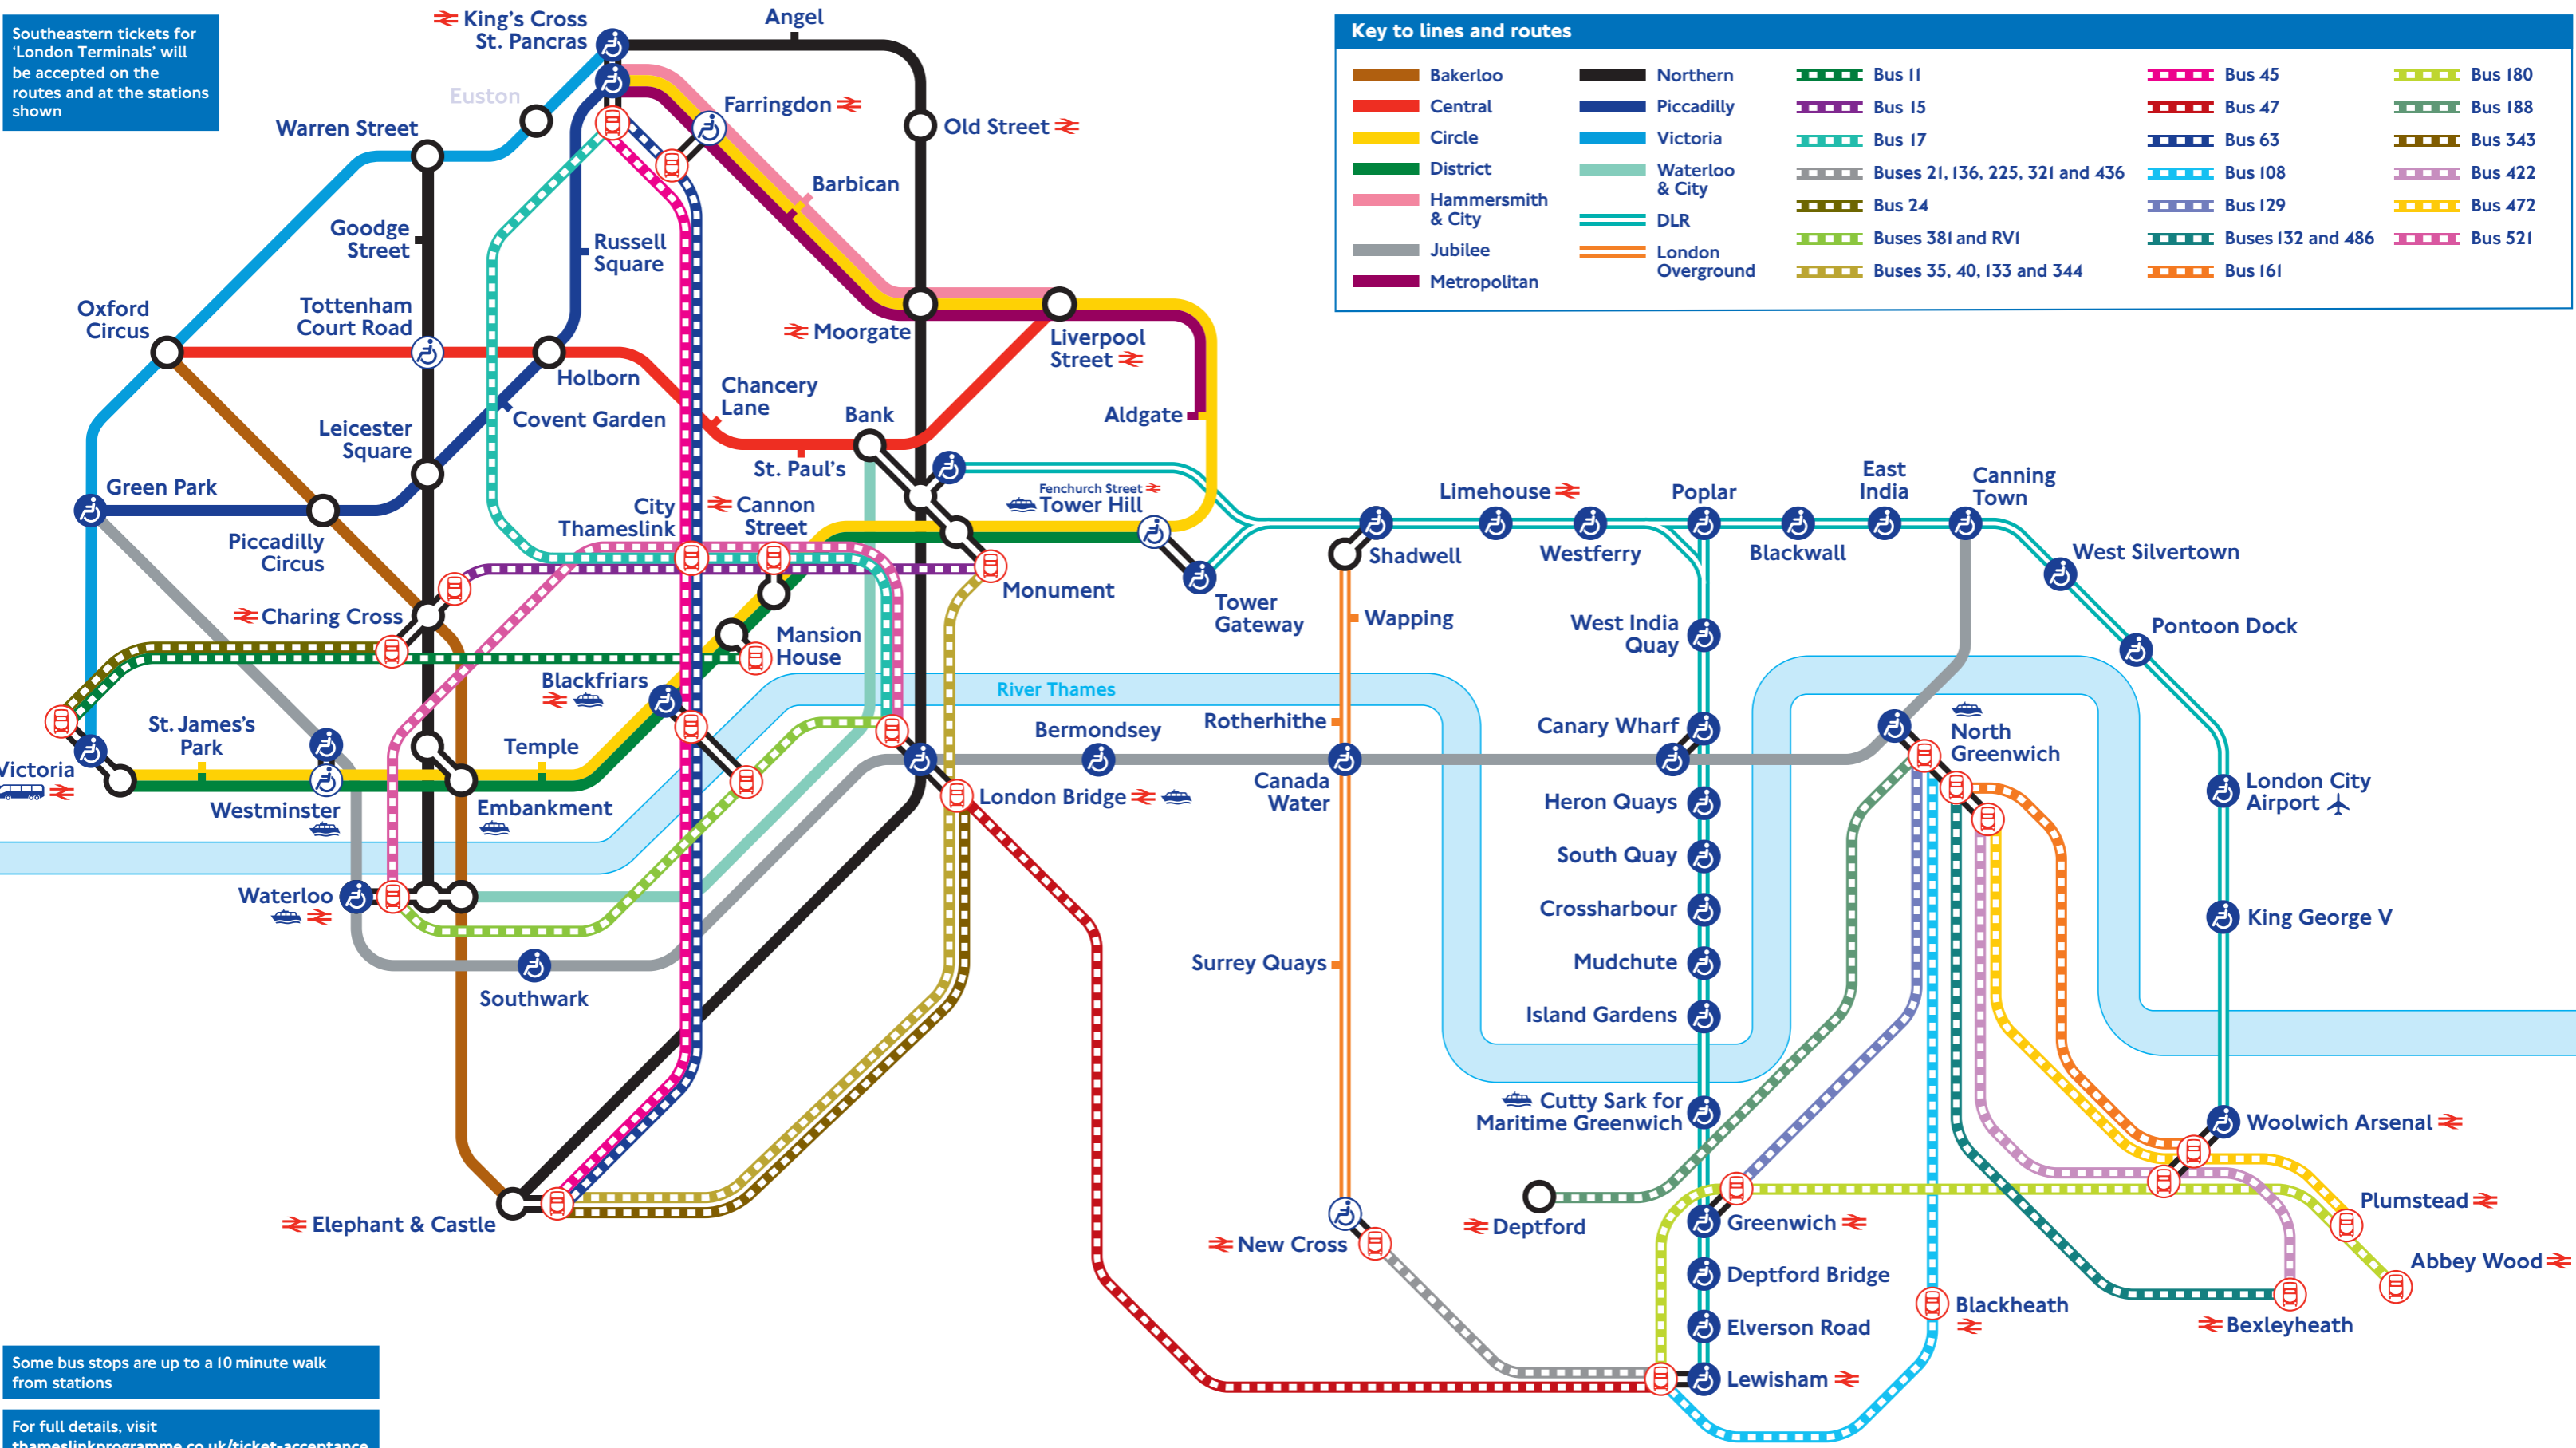 Southeastern tickets for
‘London Terminals’ will
be accepted on the
routes and at the stations
shown
King’s Cross
St. Pancras
Angel
Euston
Farringdon
Old Street
Warren Street
Barbican
Goodge
Street
Russell
Square
Oxford
Circus
Tottenham
Court Road
Moorgate
Liverpool
Street
Holborn
Chancery
Lane
Bank
Aldgate
Covent Garden
Leicester
Square
St. Paul’s
Green Park
City
Thameslink
Cannon
Street
Fenchurch Street
Tower Hill
Piccadilly
Circus
Monument
Tower
Gateway
Charing Cross
Mansion
House
Blackfriars
River Thames
St. James’s
Park
Temple
Victoria
Westminster
Embankment
London Bridge
Bermondsey
Waterloo
Southwark
Elephant & Castle
Key to lines and routes
Bakerloo
Central
Circle
District
Hammersmith
& City
Jubilee
Metropolitan
Northern
Piccadilly
Victoria
Waterloo
& City
DLR
London
Overground
Bus 11
Bus 15
Bus 17
Buses 21, 136, 225, 321 and 436
Bus 24
Buses 381 and RV1
Buses 35, 40, 133 and 344
Bus 45
Bus 47
Bus 63
Bus 108
Bus 129
Buses 132 and 486
Bus 161
Bus 180
Bus 188
Bus 343
Bus 422
Bus 472
Bus 521
Limehouse
Poplar
East
India
Canning
Town
Shadwell
Westferry
Blackwall
West Silvertown
Wapping
West India
Quay
Pontoon Dock
Rotherhithe
Canary Wharf
North
Greenwich
Canada
Water
Heron Quays
London City
Airport
South Quay
Crossharbour
King George V
Surrey Quays
Mudchute
Island Gardens
Cutty Sark for
Maritime Greenwich
Woolwich Arsenal
Deptford
Greenwich
Plumstead
New Cross
Deptford Bridge
Abbey Wood
Blackheath
Elverson Road
Bexleyheath
Lewisham
Some bus stops are up to a 10 minute walk
from stations
For full details, visit
thameslinkprogramme.co.uk/ticket-acceptance